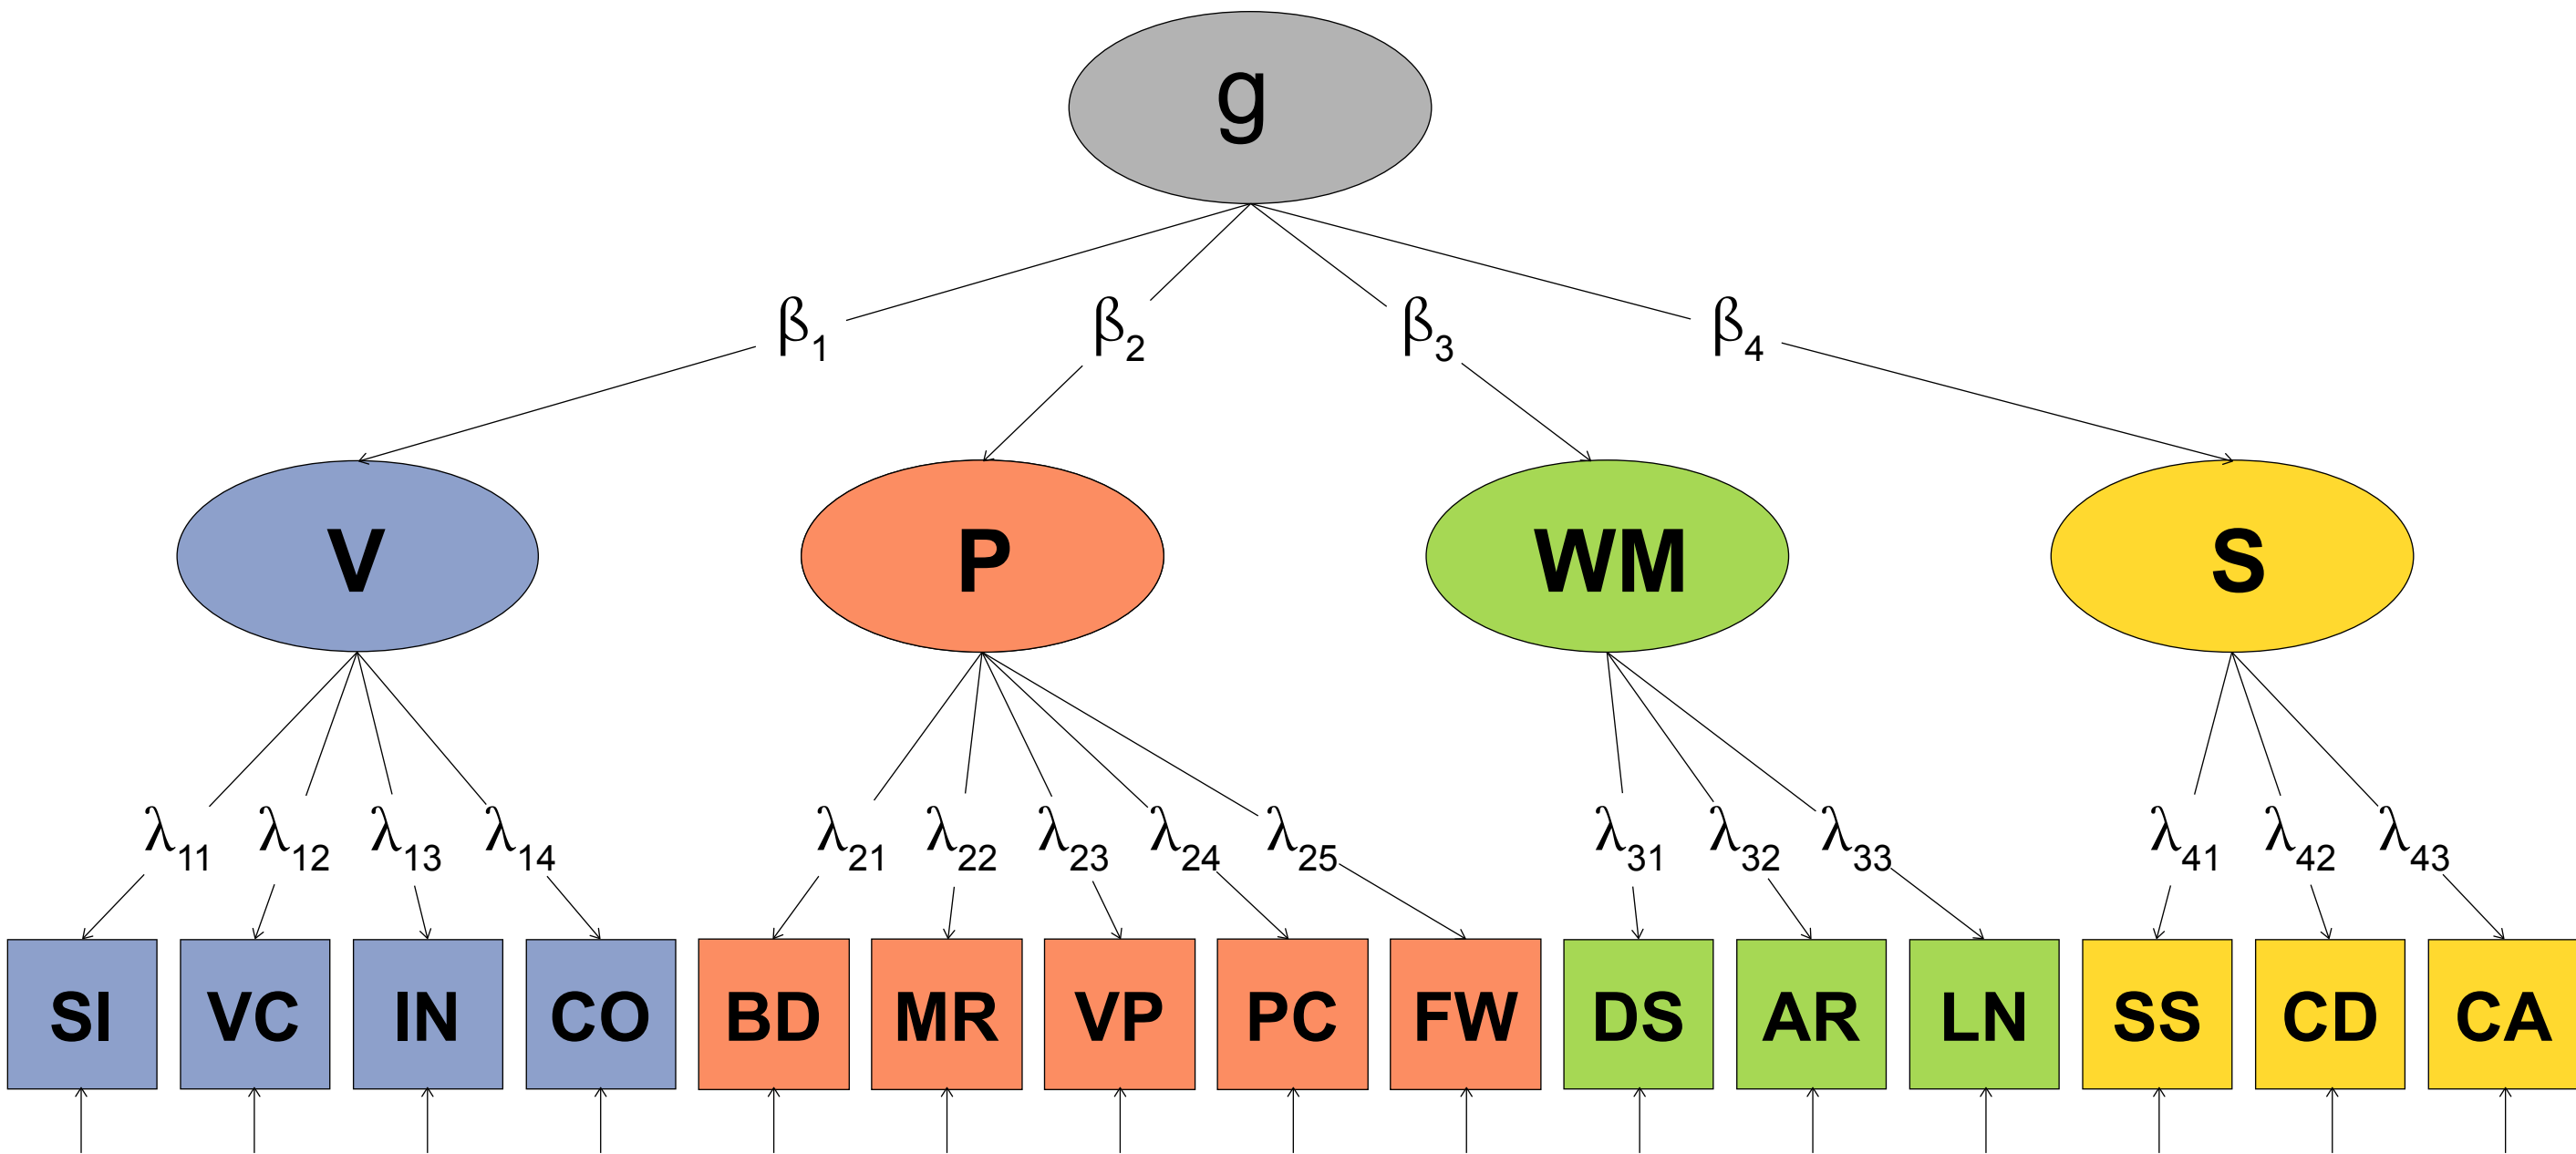 g
β1 β2 β3 β4
V P WM S
λ11 λ12 λ13 λ14 λ21 λ22 λ23 λ24 λ25 λ31 λ32 λ33 λ41 λ42 λ43
SI VC IN CO BD MR VP PC FW DS AR LN SS CD CA